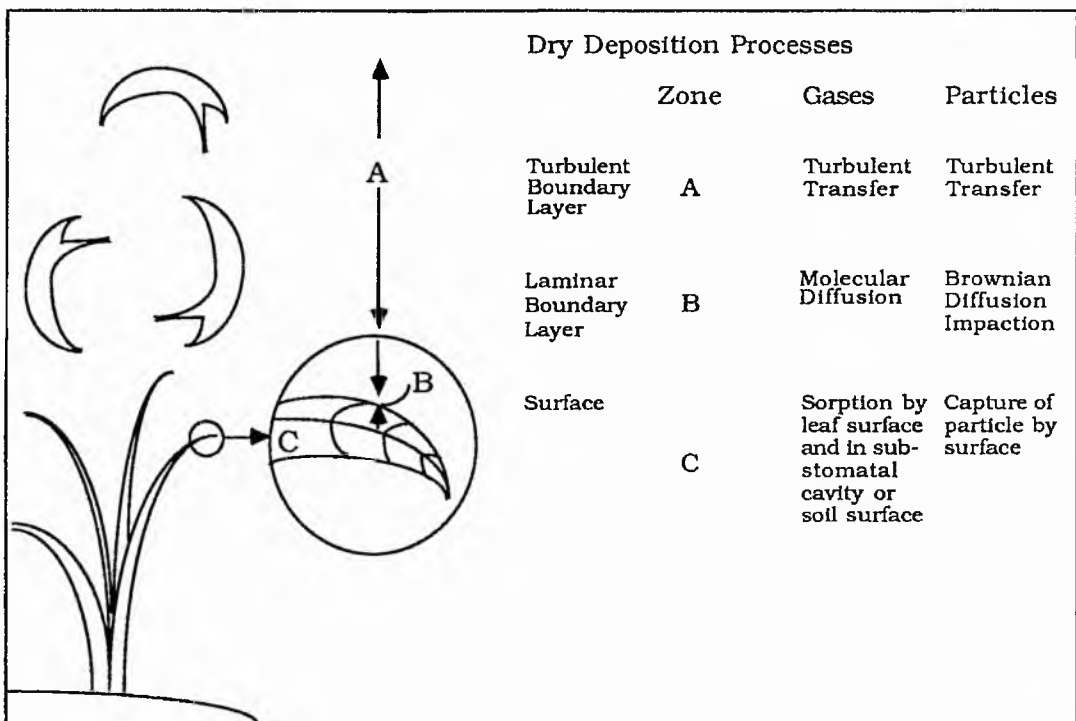 Dry Deposition Processes
Zone Gases Particles
Turbulent Boundary Layer
A
Turbulent Transfer
Turbulent Transfer
Laminar Boundary Layer
B
Molecular Diffusion
Brownian Diffusion Impaction
Surface
C
Sorption by leaf surface and in sub-stomatal cavity or soil surface
Capture of particle by surface
A
B
C